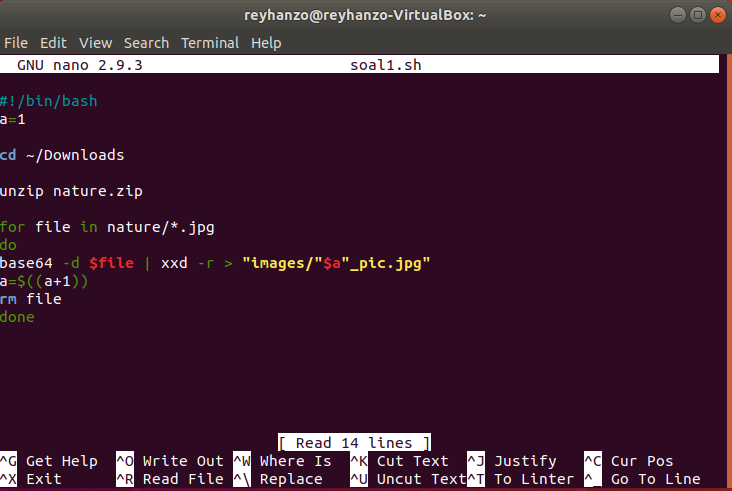 reyhanzo@reyhanzo-VirtualBox: ~
File Edit View Search Terminal Help
GNU nano 2.9.3 soal1.sh
#!/bin/bash
a=1
cd ~/Downloads
unzip nature.zip
for file in nature/*.jpg
do
base64 -d $file | xxd -r > "images/"$a"_pic.jpg"
a=$((a+1))
rm file
done
[ Read 14 lines ]
^G Get Help ^O Write Out ^W Where Is ^K Cut Text ^J Justify ^C Cur Pos
^X Exit ^R Read File ^\ Replace ^U Uncut Text ^T To Linter ^_ Go To Line